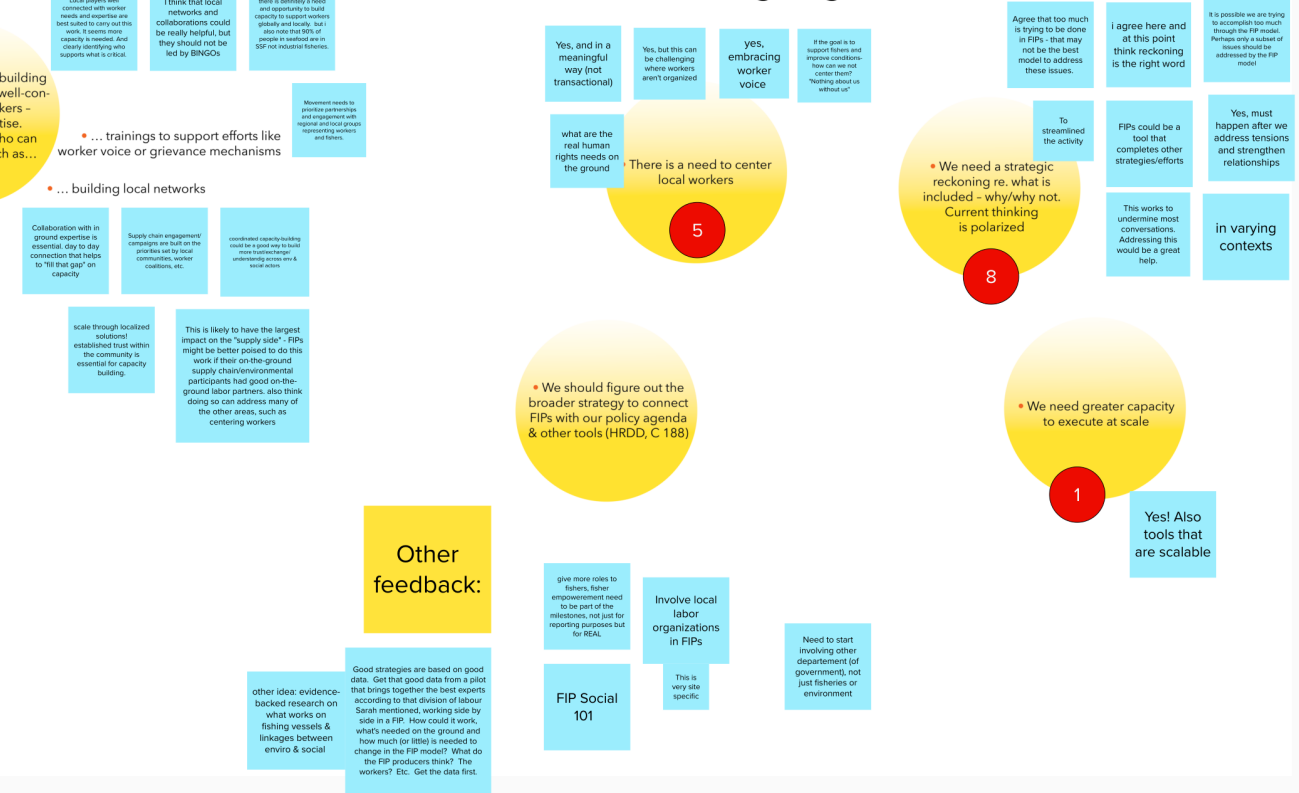 Local players well
connected with worker
needs and expertise are
best suited to carry out this
work. It seems more
capacity is needed. And
clearly identifying who
supports what is critical.
I think that local
networks and
collaborations could
be really helpful, but
they should not be
led by BINGOs
there is definitely a need
and opportunity to build
capacity to support workers
globally and locally. but i
also note that 90% of
people in seafood are in
SSF not industrial fisheries.
building
well-con-
kers –
tise.
ho can
ch as…
• … trainings to support efforts like
worker voice or grievance mechanisms
Movement needs to
prioritize partnerships
and engagement with
regional and local groups
representing workers
and fishers.
• … building local networks
Collaboration with in
ground expertise is
essential. day to day
connection that helps
to "fill that gap" on
capacity
Supply chain engagement/
campaigns are built on the
priorities set by local
communities, worker
coalitions, etc.
coordinated capacity-building
could be a good way to build
more trust/exchange/
understandig across env &
social actors
scale through localized
solutions!
established trust within
the community is
essential for capacity
building.
This is likely to have the largest
impact on the "supply side" - FIPs
might be better poised to do this
work if their on-the-ground
supply chain/environmental
participants had good on-the-
ground labor partners. also think
doing so can address many of
the other areas, such as
centering workers
Yes, and in a
meaningful
way (not
transactional)
Yes, but this can
be challenging
where workers
aren't organized
yes,
embracing
worker
voice
If the goal is to
support fishers and
improve conditions-
how can we not
center them?
"Nothing about us
without us"
what are the
real human
rights needs on
the ground
• There is a need to center
local workers
5
Agree that too much
is trying to be done
in FIPs - that may
not be the best
model to address
these issues.
i agree here and
at this point
think reckoning
is the right word
It is possible we are trying
to accomplish too much
through the FIP model.
Perhaps only a subset of
issues should be
addressed by the FIP
model
To
streamlined
the activity
FIPs could be a
tool that
completes other
strategies/efforts
Yes, must
happen after we
address tensions
and strengthen
relationships
• We need a strategic
reckoning re. what is
included – why/why not.
Current thinking
is polarized
8
This works to
undermine most
conversations.
Addressing this
would be a great
help.
in varying
contexts
• We should figure out the
broader strategy to connect
FIPs with our policy agenda
& other tools (HRDD, C 188)
• We need greater capacity
to execute at scale
1
Yes! Also
tools that
are scalable
Other
feedback:
give more roles to
fishers, fisher
empowerement need
to be part of the
milestones, not just for
reporting purposes but
for REAL
Involve local
labor
organizations
in FIPs
This is
very site
specific
Need to start
involving other
departement (of
government), not
just fisheries or
environment
FIP Social
101
other idea: evidence-
backed research on
what works on
fishing vessels &
linkages between
enviro & social
Good strategies are based on good
data. Get that good data from a pilot
that brings together the best experts
according to that division of labour
Sarah mentioned, working side by
side in a FIP. How could it work,
what's needed on the ground and
how much (or little) is needed to
change in the FIP model? What do
the FIP producers think? The
workers? Etc. Get the data first.